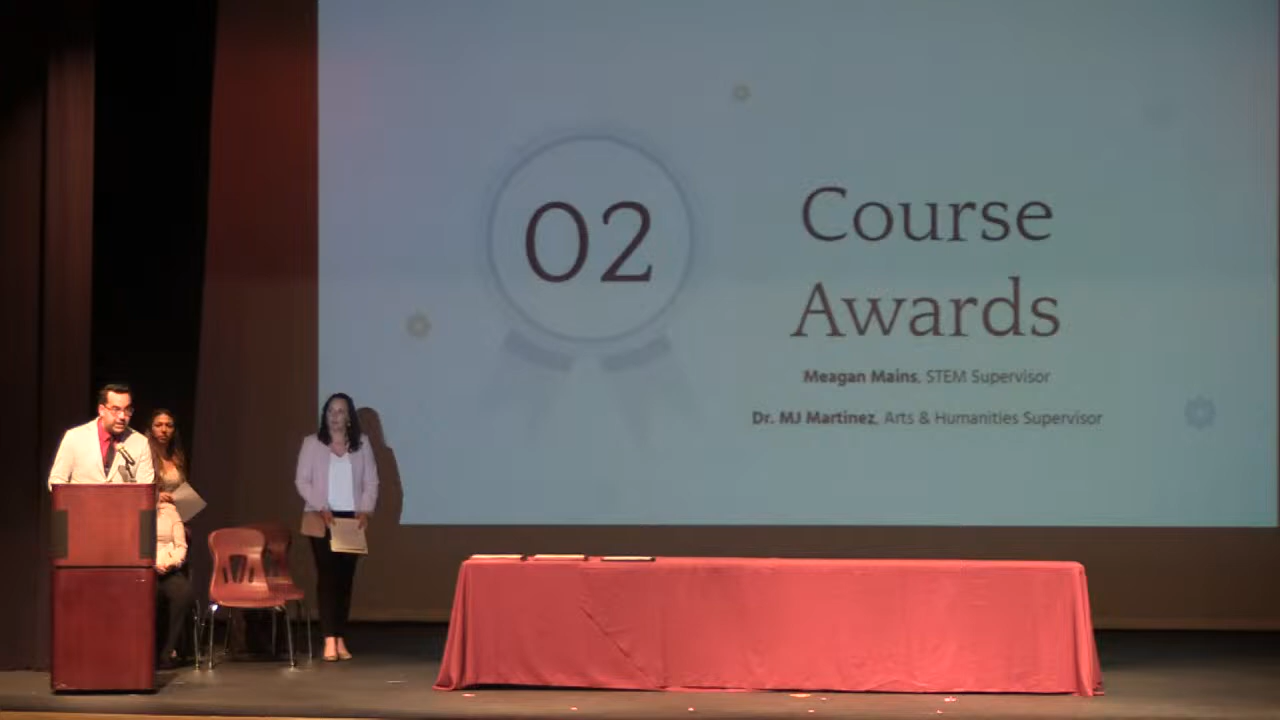 02
Course
Awards
Meagan Mains, STEM Supervisor
Dr. MJ Martinez, Arts & Humanities Supervisor